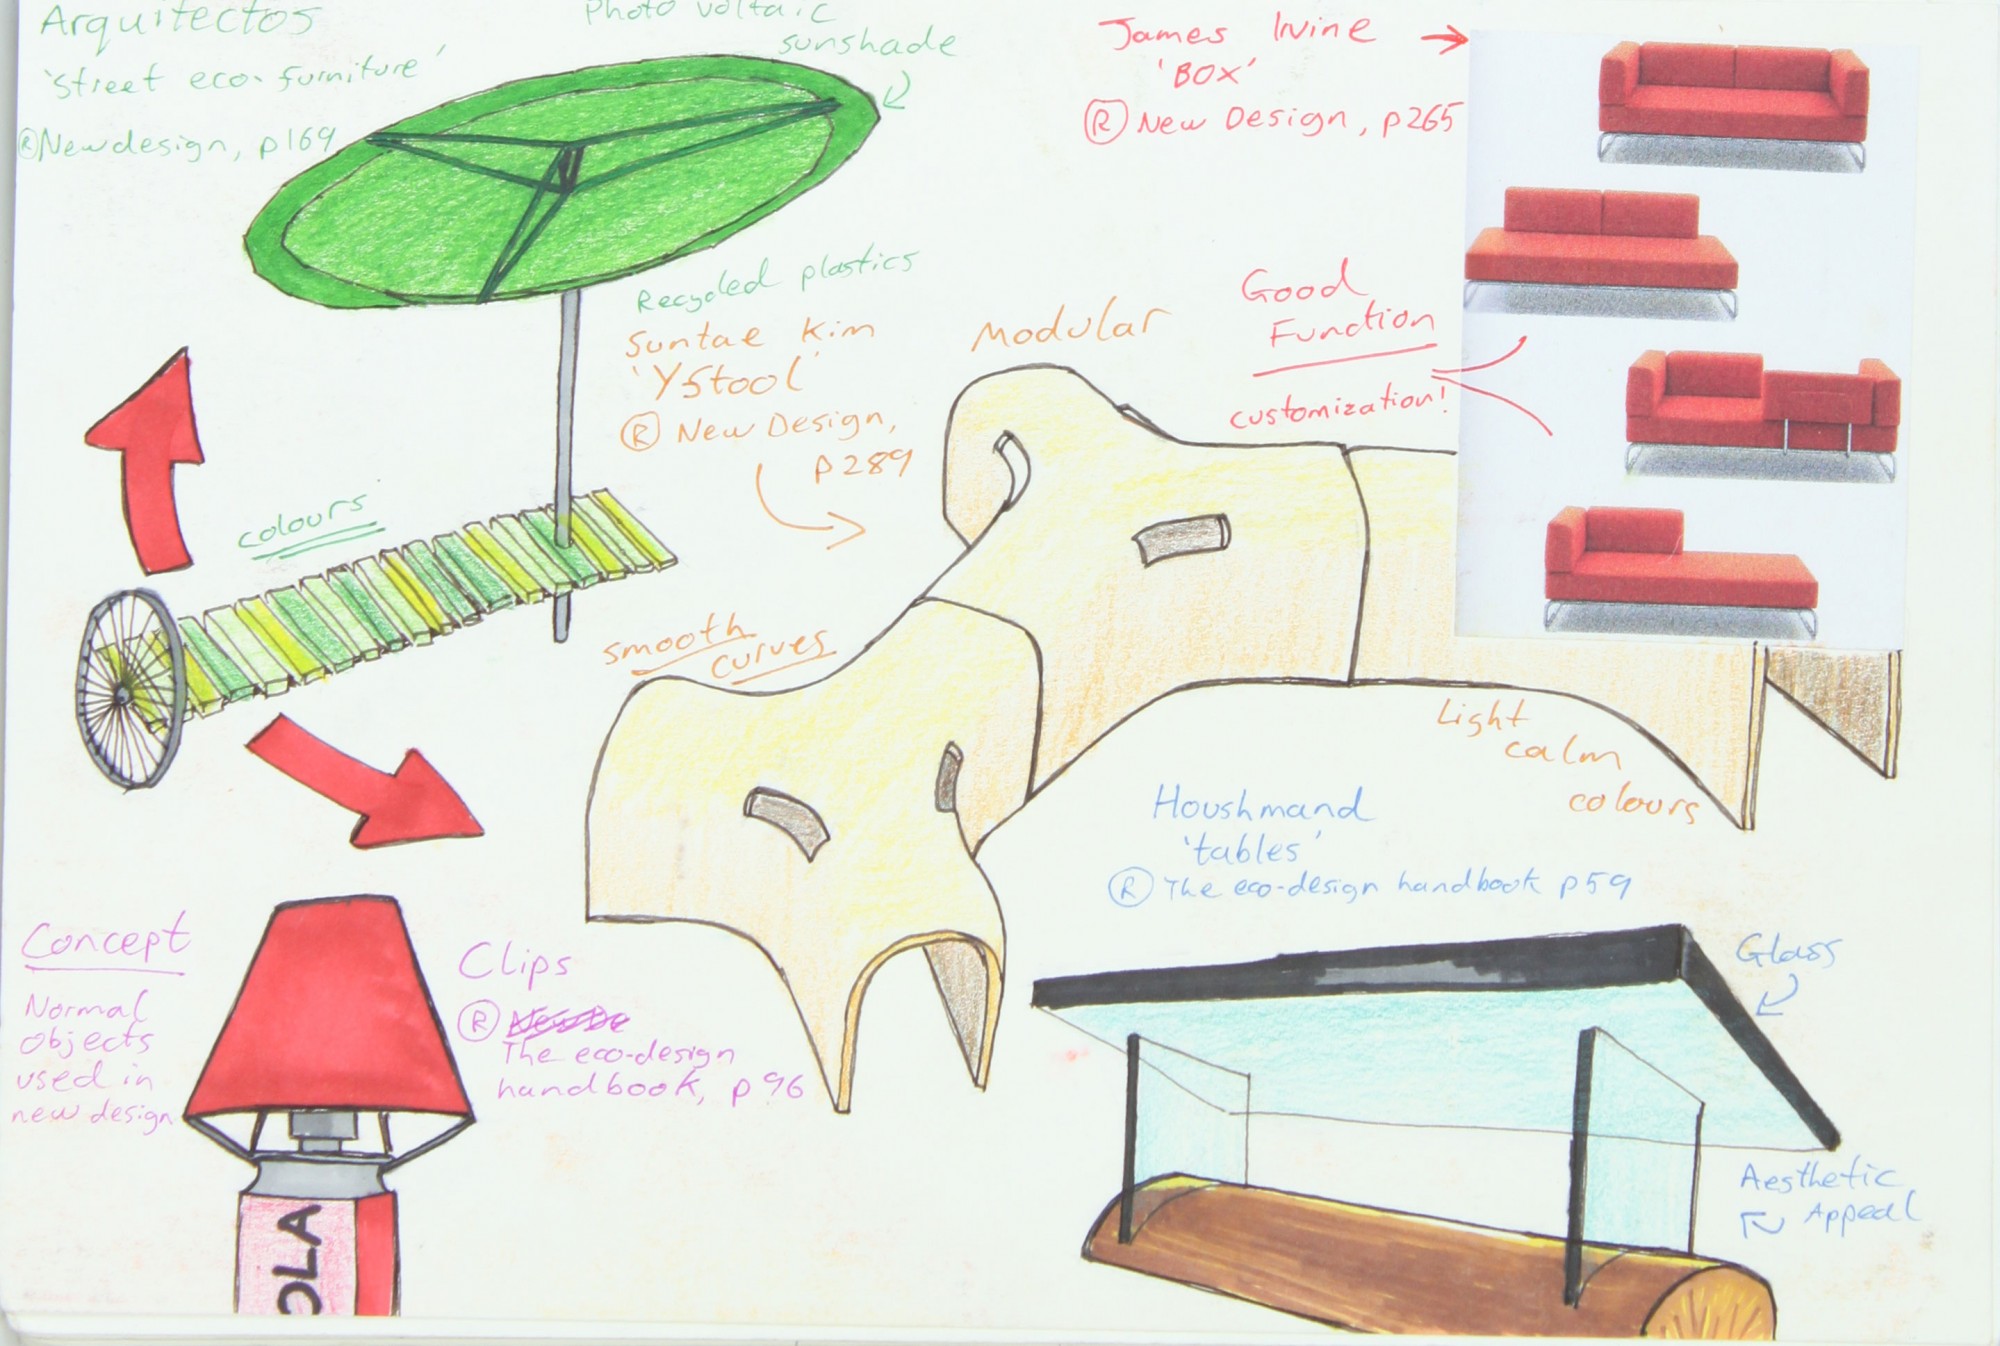 Arquitectos
'Street eco-furniture'
Ⓡ Newdesign, p169
Photo voltaic
sunshade
Recycled plastics
colours
James Irvine
'BOX'
Ⓡ New Design, p265
Good
Function
customization!
Suntae Kim
'YStool'
Ⓡ New Design,
p289
Modular
smooth
curves
Light
calm
colours
Houshmand
'tables'
Ⓡ The eco-design handbook p59
Glass
Aesthetic
Appeal
Concept
Normal
objects
used in
new design
Clips
Ⓡ
The eco-design
handbook, p96
OLA